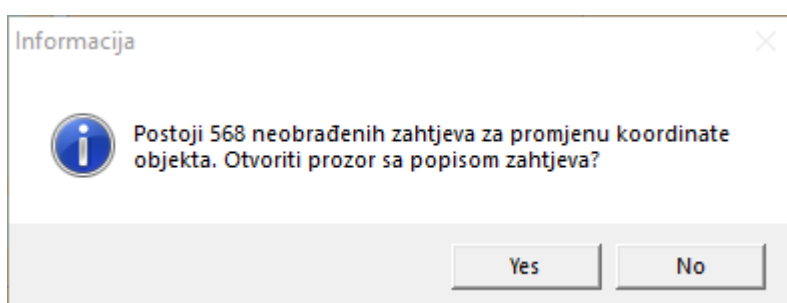 Informacija
Postoji 568 neobrađenih zahtjeva za promjenu koordinate
objekta. Otvoriti prozor sa popisom zahtjeva?
Yes No